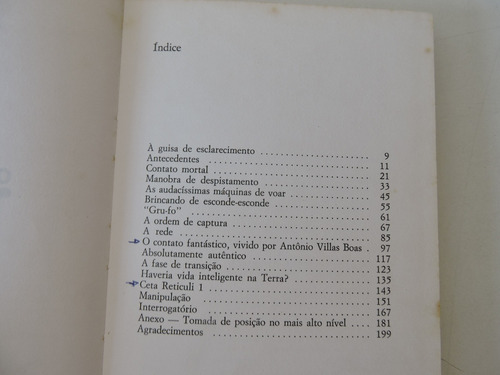 Índice
À guisa de esclarecimento . . . . . . . . . . . . . . . . . . . . 9
Antecedentes . . . . . . . . . . . . . . . . . . . . . . . . . . . . 11
Contato mortal . . . . . . . . . . . . . . . . . . . . . . . . . . 21
Manobra de despistamento . . . . . . . . . . . . . . . . . . . 33
As audacíssimas máquinas de voar . . . . . . . . . . . . . . 45
Brincando de esconde-esconde . . . . . . . . . . . . . . . . . 55
"Gru-fo" . . . . . . . . . . . . . . . . . . . . . . . . . . . . . . . 61
A ordem de captura . . . . . . . . . . . . . . . . . . . . . . . 67
A rede . . . . . . . . . . . . . . . . . . . . . . . . . . . . . . . . 85
O contato fantástico, vivido por Antônio Villas Boas . 97
Absolutamente autêntico . . . . . . . . . . . . . . . . . . . . 117
A fase de transição . . . . . . . . . . . . . . . . . . . . . . . . 123
Haveria vida inteligente na Terra? . . . . . . . . . . . . . . 135
Ceta Reticuli 1 . . . . . . . . . . . . . . . . . . . . . . . . . . . 143
Manipulação . . . . . . . . . . . . . . . . . . . . . . . . . . . . 151
Interrogatório . . . . . . . . . . . . . . . . . . . . . . . . . . . 167
Anexo — Tomada de posição no mais alto nível . . . . . 181
Agradecimentos . . . . . . . . . . . . . . . . . . . . . . . . . . 199